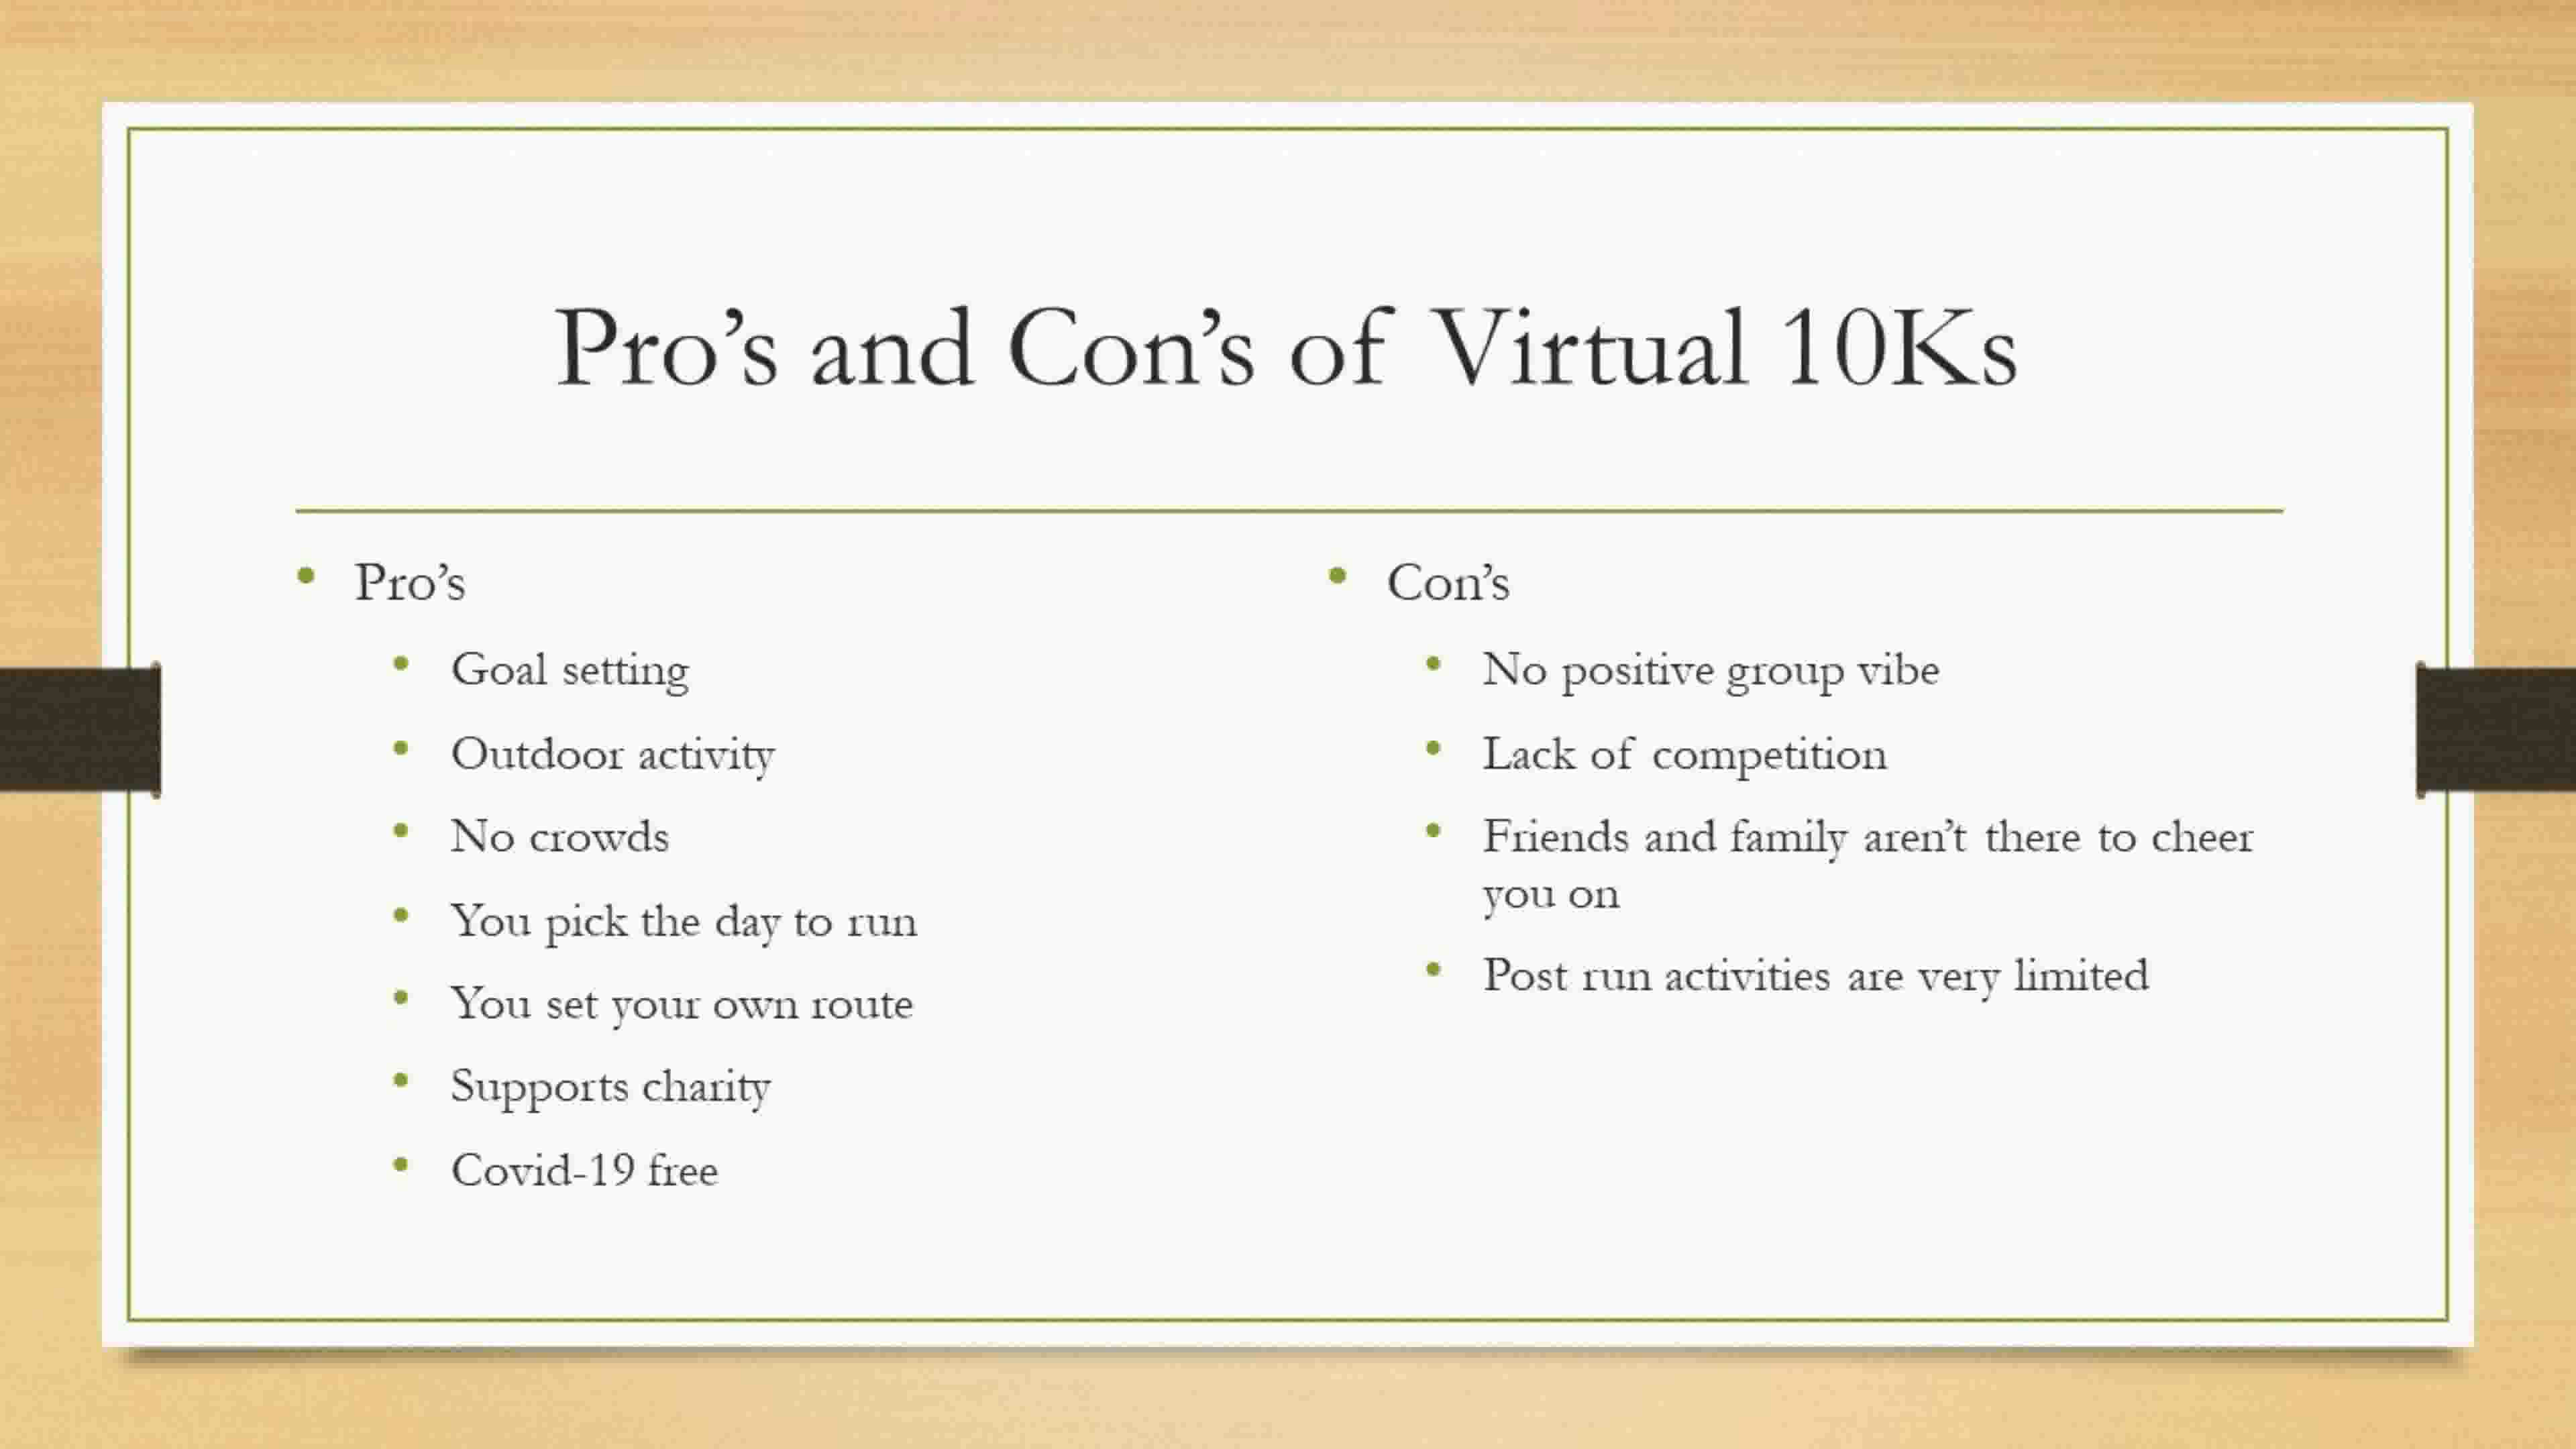 Pro’s and Con’s of Virtual 10Ks
Pro’s
Goal setting
Outdoor activity
No crowds
You pick the day to run
You set your own route
Supports charity
Covid-19 free
Con’s
No positive group vibe
Lack of competition
Friends and family aren’t there to cheer
you on
Post run activities are very limited